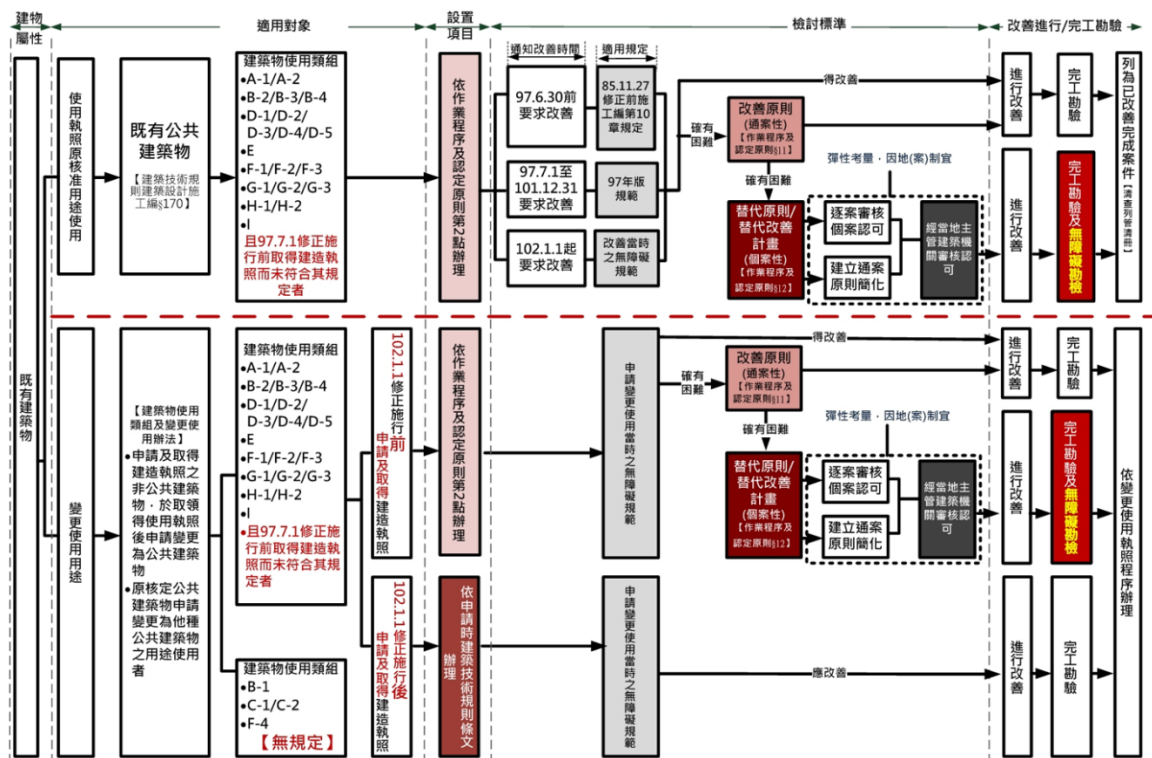 建物
屬性
適用對象
設置
項目
檢討標準
改善進行/完工勘驗
既有建築物
使用執照原核准用途使用
既有公共
建築物
【建築技術規
則建築設計施
工編§170】
建築物使用類組
•A-1/A-2
•B-2/B-3/B-4
•D-1/D-2/
D-3/D-4/D-5
•E
•F-1/F-2/F-3
•G-1/G-2/G-3
•H-1/H-2
•I
且97.7.1修正施
行前取得建造執
照而未符合其規
定者
依作業程序及認定原則第2點辦理
通知改善時間
適用規定
97.6.30前
要求改善
85.11.27
修正前施
工編第10
章規定
97.7.1至
101.12.31
要求改善
97年版
規範
102.1.1起
要求改善
改善當時
之無障礙
規範
得改善
確有
困難
改善原則
(通案性)
【作業程序及
認定原則§11】
確有困難
替代原則/
替代改善
計畫
(個案性)
【作業程序及
認定原則§12】
彈性考量，因地(案)制宜
逐案審核
個案認可
建立通案
原則簡化
經當地主
管建築機
關審核認
可
進行改善
完工勘驗
進行改善
完工勘驗及無障礙勘檢
列為已改善完成案件【清查列管清冊】
變更使用用途
【建築物使用
類組及變更使
用辦法】
•申請及取得
建造執照之
非公共建築
物，於取領
得使用執照
後申請變更
為公共建築
物
•原核定公共
建築物申請
變更為他種
公共建築物
之用途使用
者
建築物使用類組
•A-1/A-2
•B-2/B-3/B-4
•D-1/D-2/
D-3/D-4/D-5
•E
•F-1/F-2/F-3
•G-1/G-2/G-3
•H-1/H-2
•I
•且97.7.1修正施
行前取得建造執
照而未符合其規
定者
建築物使用類組
•B-1
•C-1/C-2
•F-4
【無規定】
102.1.1修正施行前
申請及取得建造執照
102.1.1修正施行後
申請及取得建造執照
依作業程序及認定原則第2點辦理
依申請時建築技術規則條文
辦理
申請變更使用當時之無障礙規範
申請變更使用當時之無障礙規範
得改善
確有
困難
改善原則
(通案性)
【作業程序及
認定原則§11】
確有困難
替代原則/
替代改善
計畫
(個案性)
【作業程序及
認定原則§12】
彈性考量，因地(案)制宜
逐案審核
個案認可
建立通案
原則簡化
經當地主
管建築機
關審核認
可
應改善
進行改善
完工勘驗
進行改善
完工勘驗及無障礙勘檢
進行改善
完工勘驗
依變更使用執照程序辦理